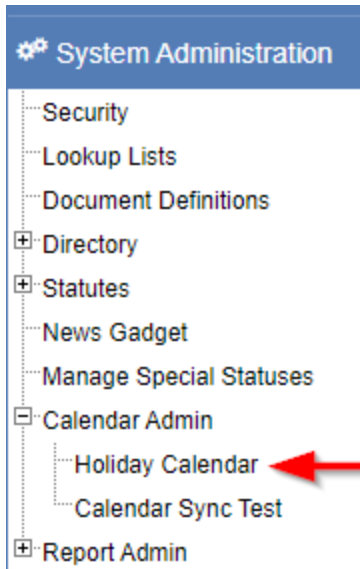 System Administration
Security
Lookup Lists
Document Definitions
Directory
Statutes
News Gadget
Manage Special Statuses
Calendar Admin
Holiday Calendar
Calendar Sync Test
Report Admin